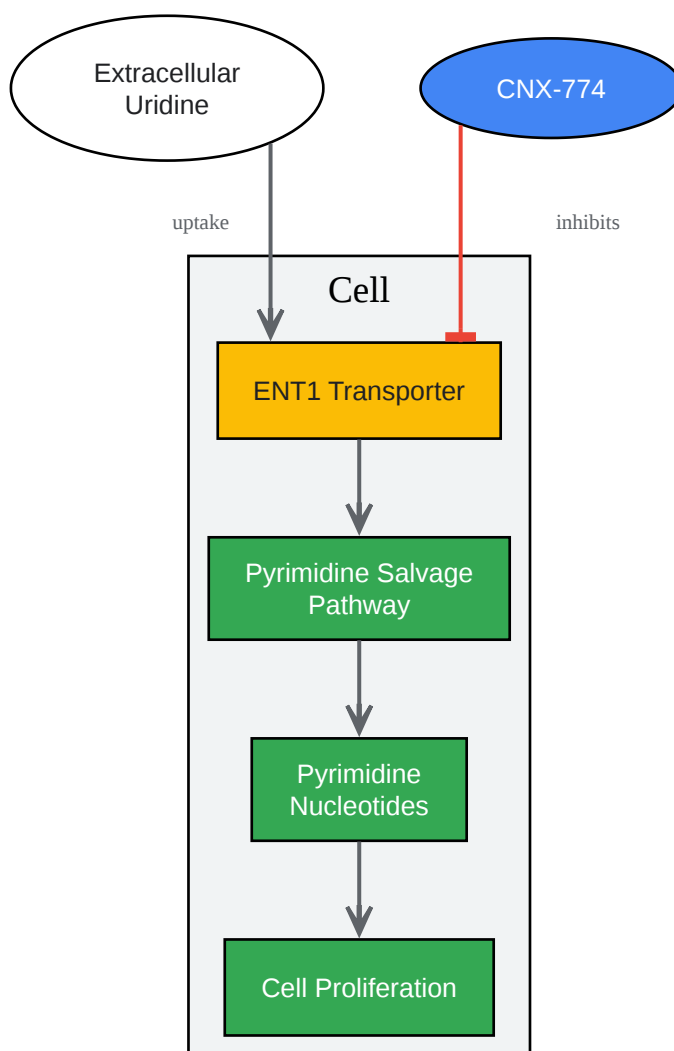 Extracellular
Uridine
CNX-774
uptake
inhibits
Cell
ENT1 Transporter
Pyrimidine Salvage
Pathway
Pyrimidine
Nucleotides
Cell Proliferation